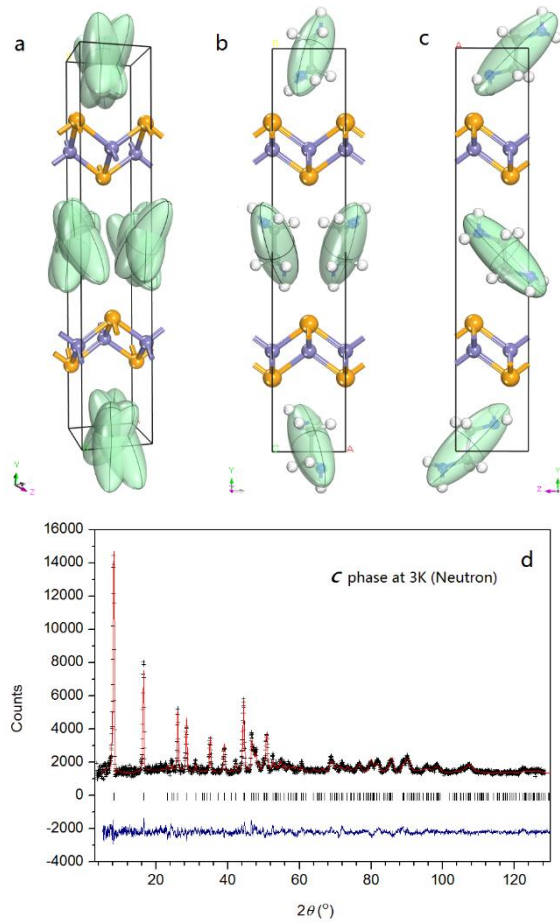 a
b
c
B
A
Y
Z
C
A
Y
Y
Z
d
C phase at 3K (Neutron)
16000
14000
12000
10000
8000
6000
4000
2000
0
-2000
-4000
Counts
20 40 60 80 100 120
2θ (°)